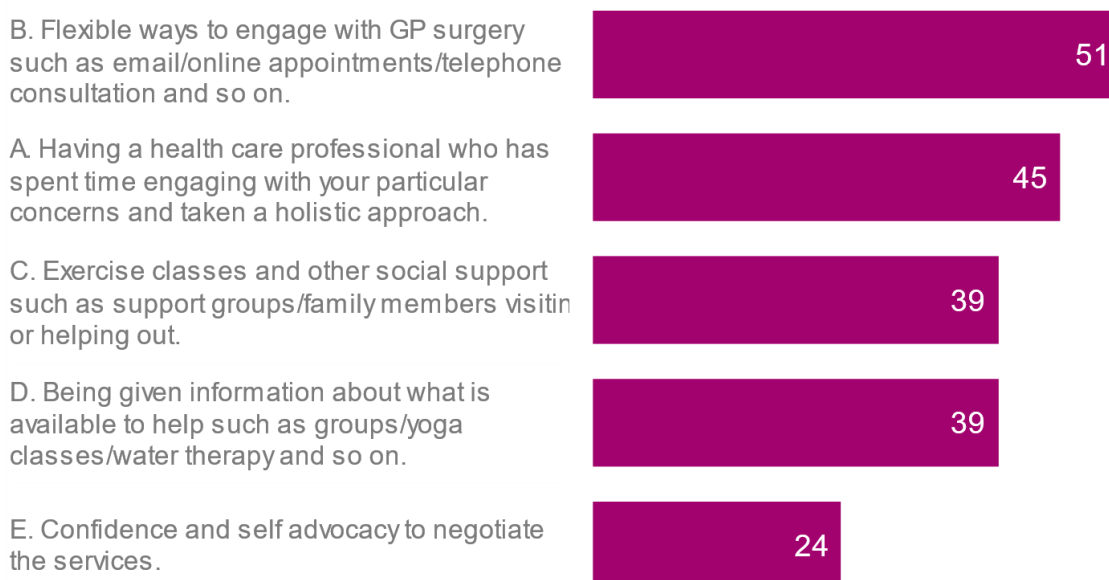 B. Flexible ways to engage with GP surgery
such as email/online appointments/telephone
consultation and so on.
51
A. Having a health care professional who has
spent time engaging with your particular
concerns and taken a holistic approach.
45
C. Exercise classes and other social support
such as support groups/family members visitin
or helping out.
39
D. Being given information about what is
available to help such as groups/yoga
classes/water therapy and so on.
39
E. Confidence and self advocacy to negotiate
the services.
24